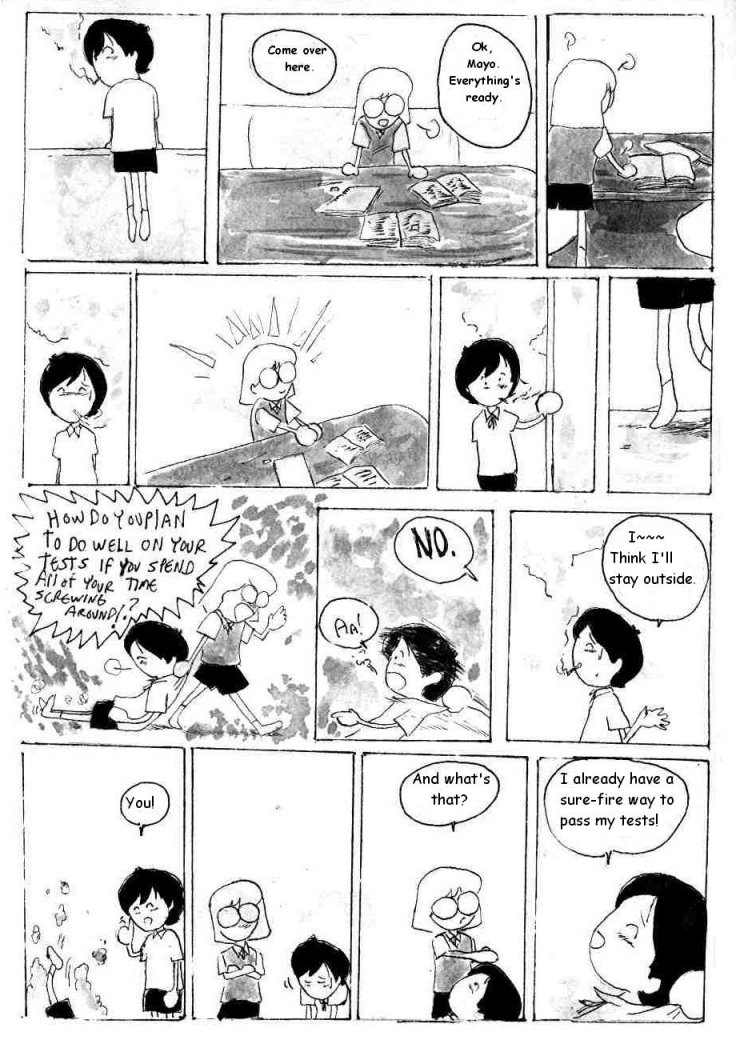 Ok,
Mayo.
Everything's
ready.
Come over
here.
I~~~
Think I'll
stay outside.
NO.
AA!
HOW DO YOU PlAN
TO DO WELL ON YOUR
TESTS IF YOU SPEND
All of YOUR TIME
SCREWING
AROUND!?
I already have a
sure-fire way to
pass my tests!
And what's
that?
You!